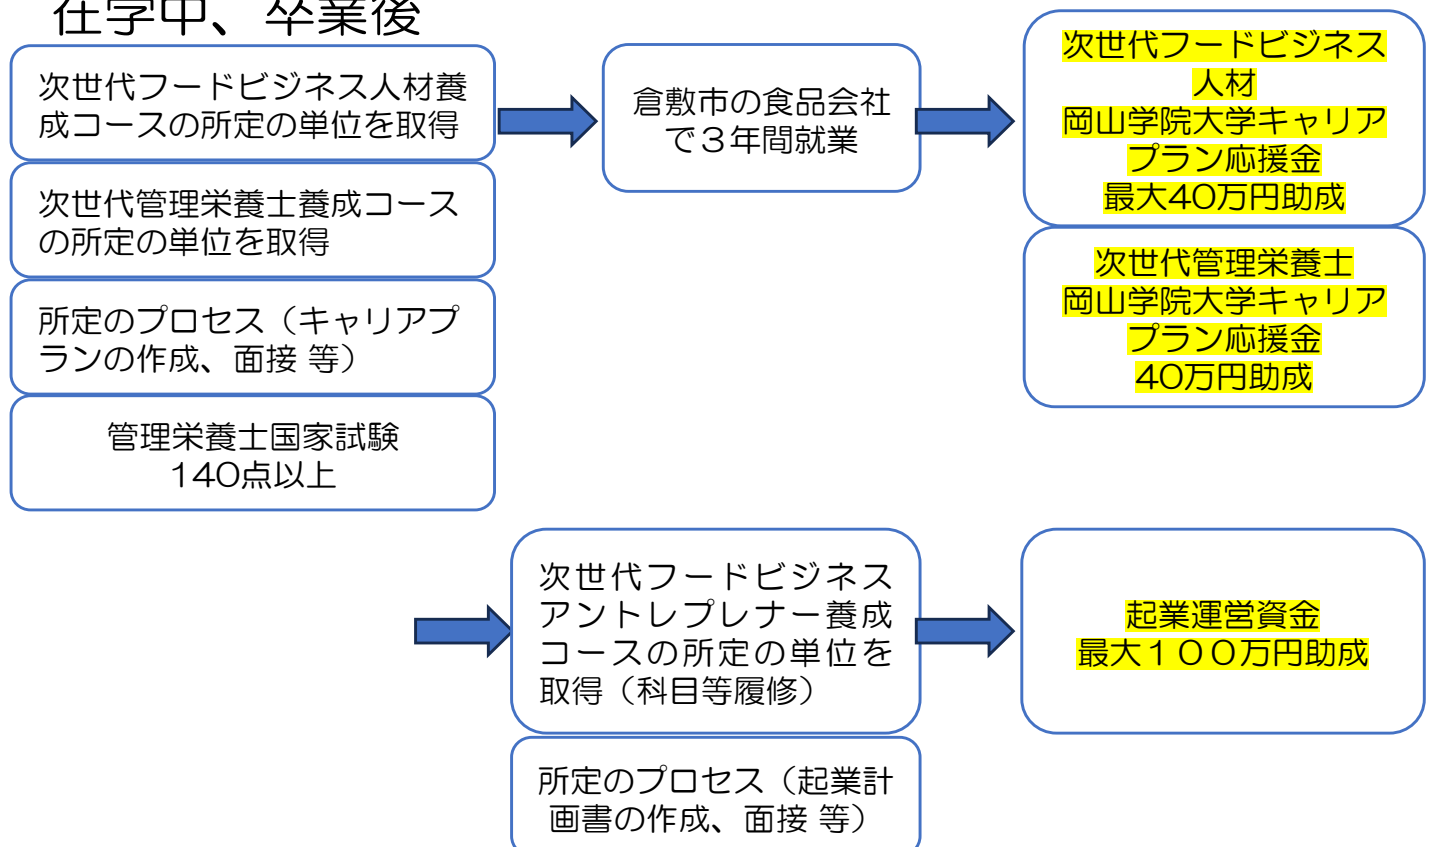 在学中、卒業後
次世代フードビジネス人材養
成コースの所定の単位を取得
次世代管理栄養士養成コース
の所定の単位を取得
所定のプロセス（キャリアプ
ランの作成、面接 等）
管理栄養士国家試験
140点以上
倉敷市の食品会社
で３年間就業
次世代フードビジネス
人材
岡山学院大学キャリア
プラン応援金
最大40万円助成
次世代管理栄養士
岡山学院大学キャリア
プラン応援金
40万円助成
次世代フードビジネス
アントレプレナー養成
コースの所定の単位を
取得（科目等履修）
所定のプロセス（起業計
画書の作成、面接 等）
起業運営資金
最大１００万円助成